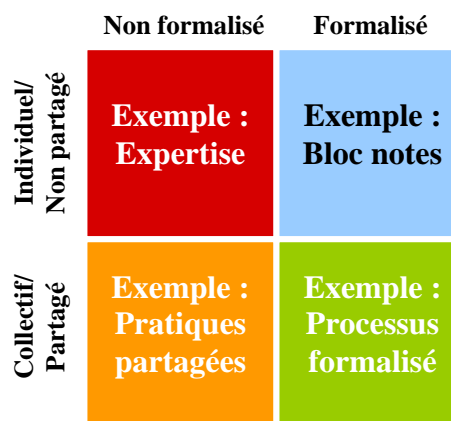 Non formalisé
Formalisé
Individuel/
Non partagé
Exemple :
Expertise
Exemple :
Bloc notes
Collectif/
Partagé
Exemple :
Pratiques
partagées
Exemple :
Processus
formalisé